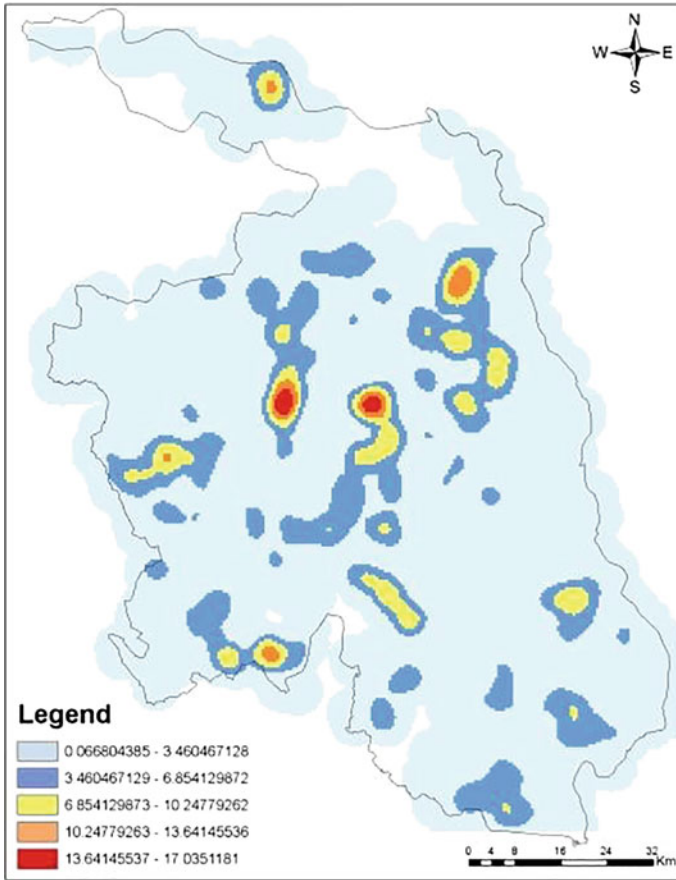 N
W E
S
Legend
0 066804385 - 3 460467128
3 460467129 - 6 854129872
6 854129873 - 10 24779262
10 24779263 - 13 64145536
13 64145537 - 17 0351181
0 4 8 16 24 32
Km